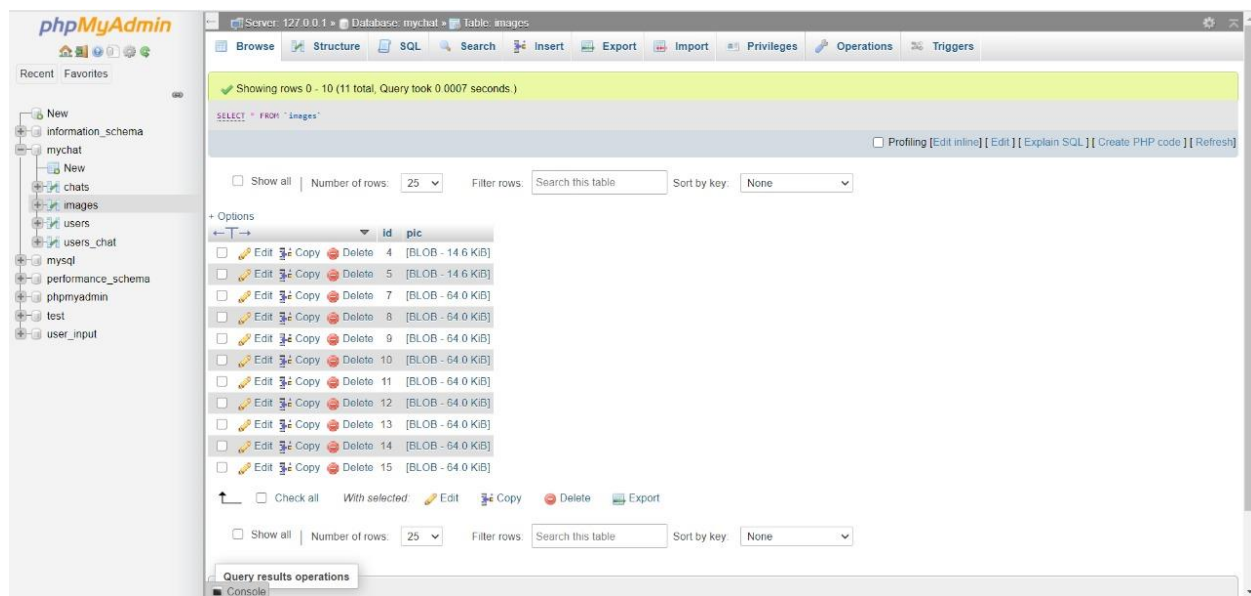 phpMyAdmin
Recent Favorites
New
information_schema
mychat
New
chats
images
users
users_chat
mysql
performance_schema
phpmyadmin
test
user_input
Server: 127.0.0.1 » Database: mychat » Table: images
Browse Structure SQL Search Insert Export Import Privileges Operations Triggers
Showing rows 0 - 10 (11 total, Query took 0.0007 seconds.)
SELECT * FROM `images`
Profiling [Edit inline] [ Edit ] [ Explain SQL ] [ Create PHP code ] [ Refresh]
Show all | Number of rows: 25 Filter rows: Search this table Sort by key: None
+ Options
←T→ id pic
Edit Copy Delete 4 [BLOB - 14.6 KiB]
Edit Copy Delete 5 [BLOB - 14.6 KiB]
Edit Copy Delete 7 [BLOB - 64.0 KiB]
Edit Copy Delete 8 [BLOB - 64.0 KiB]
Edit Copy Delete 9 [BLOB - 64.0 KiB]
Edit Copy Delete 10 [BLOB - 64.0 KiB]
Edit Copy Delete 11 [BLOB - 64.0 KiB]
Edit Copy Delete 12 [BLOB - 64.0 KiB]
Edit Copy Delete 13 [BLOB - 64.0 KiB]
Edit Copy Delete 14 [BLOB - 64.0 KiB]
Edit Copy Delete 15 [BLOB - 64.0 KiB]
Check all With selected: Edit Copy Delete Export
Show all | Number of rows: 25 Filter rows: Search this table Sort by key: None
Query results operations
Console